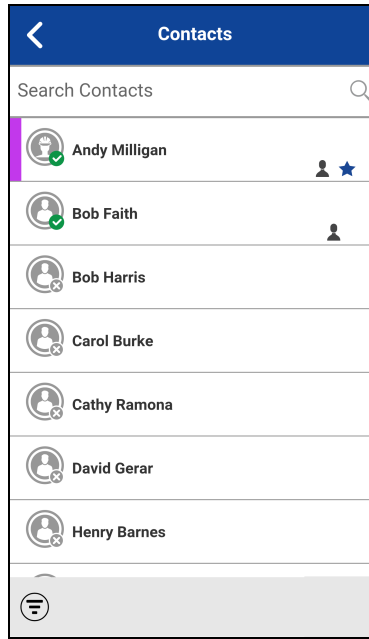 Contacts
Search Contacts
Andy Milligan
Bob Faith
Bob Harris
Carol Burke
Cathy Ramona
David Gerar
Henry Barnes